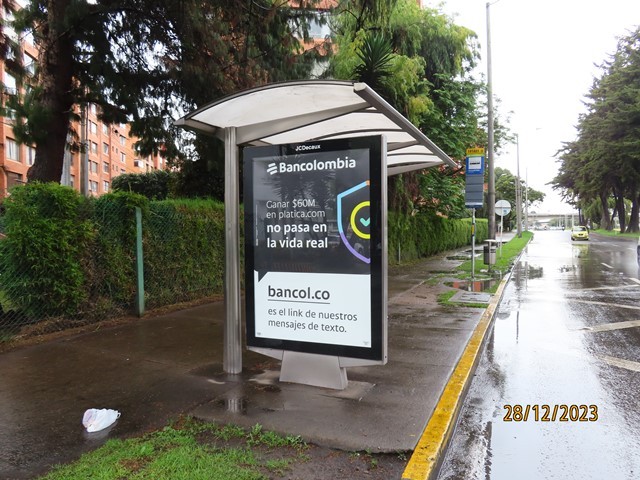 JCDecaux
Bancolombia
Ganar $60M
en platica.com
no pasa en
la vida real
bancol.co
es el link de nuestros
mensajes de texto.
28/12/2023